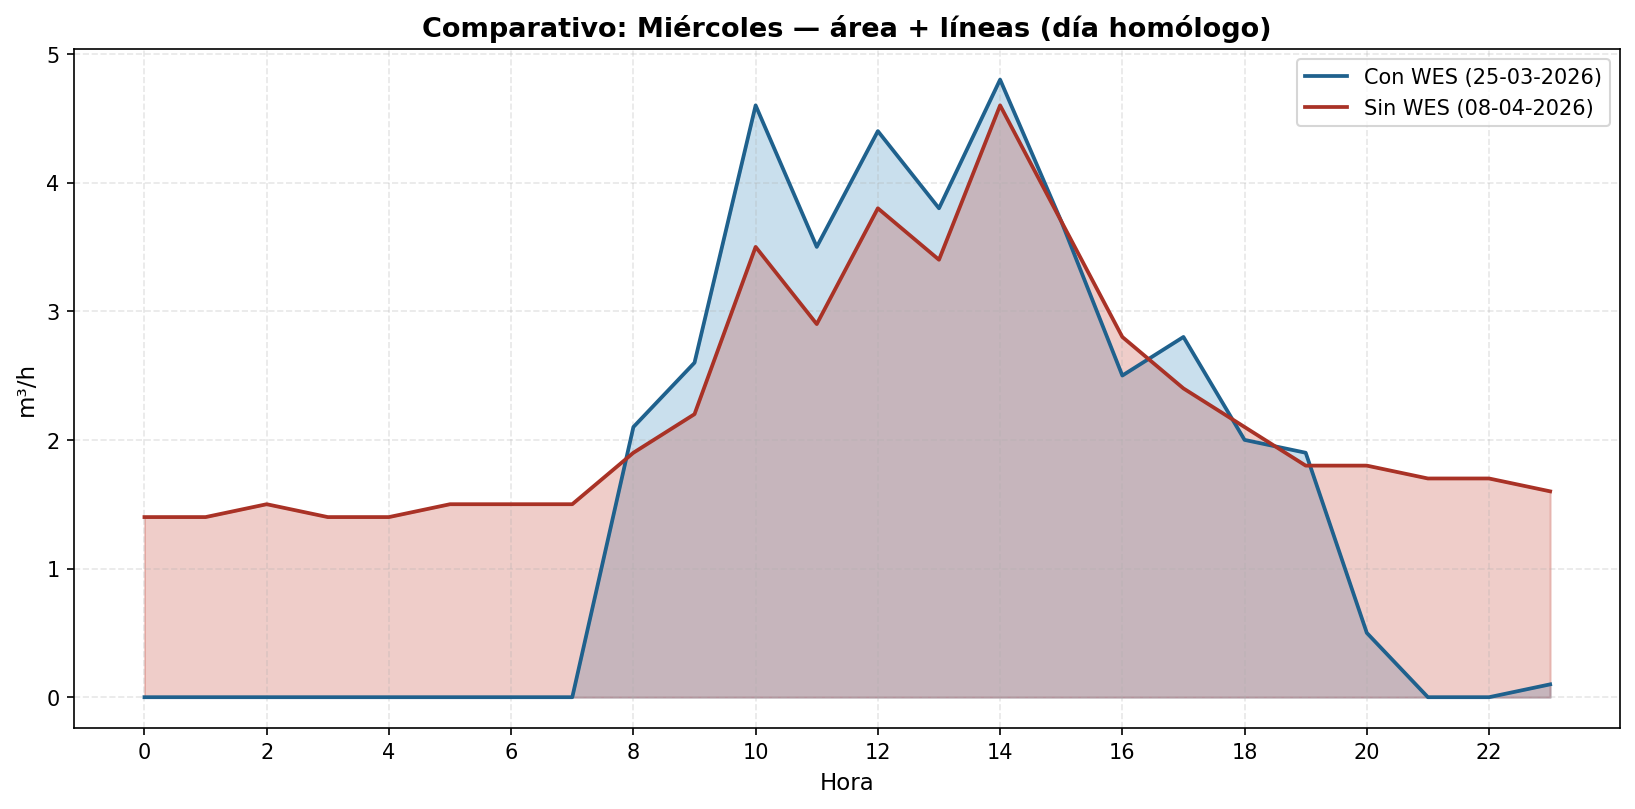 Comparativo: Miércoles — área + líneas (día homólogo)
Con WES (25-03-2026)
Sin WES (08-04-2026)
5
4
3
2
1
0
m³/h
0 2 4 6 8 10 12 14 16 18 20 22
Hora